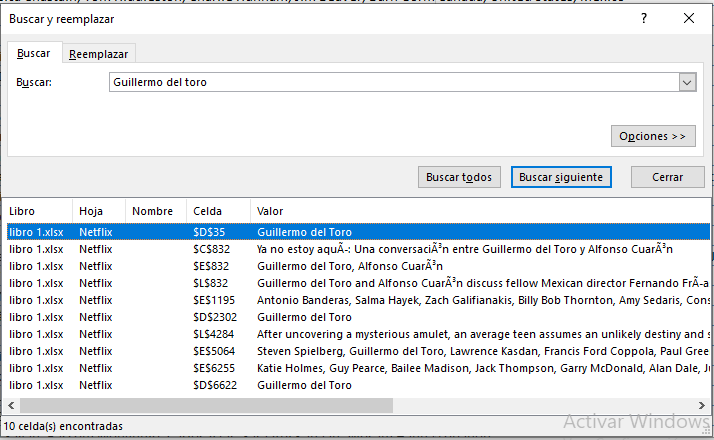 Buscar y reemplazar ? ×
Buscar Reemplazar
Buscar: Guillermo del toro
Opciones >>
Buscar todos Buscar siguiente Cerrar
Libro Hoja Nombre Celda Valor
libro 1.xlsx Netflix $D$35 Guillermo del Toro
libro 1.xlsx Netflix $C$832 Ya no estoy aquÃ-: Una conversaciÃ³n entre Guillermo del Toro y Alfonso CuarÃ³n
libro 1.xlsx Netflix $E$832 Guillermo del Toro, Alfonso CuarÃ³n
libro 1.xlsx Netflix $L$832 Guillermo del Toro and Alfonso CuarÃ³n discuss fellow Mexican director Fernando FrÃ-a
libro 1.xlsx Netflix $E$1195 Antonio Banderas, Salma Hayek, Zach Galifianakis, Billy Bob Thornton, Amy Sedaris, Cons
libro 1.xlsx Netflix $D$2302 Guillermo del Toro
libro 1.xlsx Netflix $L$4284 After uncovering a mysterious amulet, an average teen assumes an unlikely destiny and s
libro 1.xlsx Netflix $E$5064 Steven Spielberg, Guillermo del Toro, Lawrence Kasdan, Francis Ford Coppola, Paul Gree
libro 1.xlsx Netflix $E$6255 Katie Holmes, Guy Pearce, Bailee Madison, Jack Thompson, Garry McDonald, Alan Dale, Ju
libro 1.xlsx Netflix $D$6622 Guillermo del Toro
10 celda(s) encontradas
Activar Windows